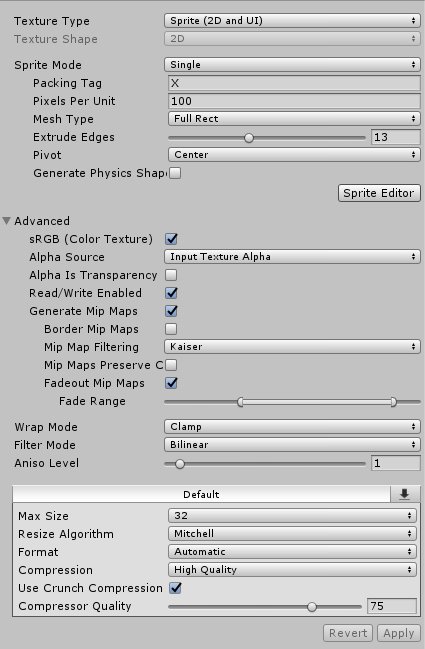 Texture Type Sprite (2D and UI)
Texture Shape 2D
Sprite Mode Single
Packing Tag X
Pixels Per Unit 100
Mesh Type Full Rect
Extrude Edges 13
Pivot Center
Generate Physics Shap
Sprite Editor
Advanced
sRGB (Color Texture)
Alpha Source Input Texture Alpha
Alpha Is Transparency
Read/Write Enabled
Generate Mip Maps
Border Mip Maps
Mip Map Filtering Kaiser
Mip Maps Preserve C
Fadeout Mip Maps
Fade Range
Wrap Mode Clamp
Filter Mode Bilinear
Aniso Level 1
Default
Max Size 32
Resize Algorithm Mitchell
Format Automatic
Compression High Quality
Use Crunch Compression
Compressor Quality 75
Revert Apply